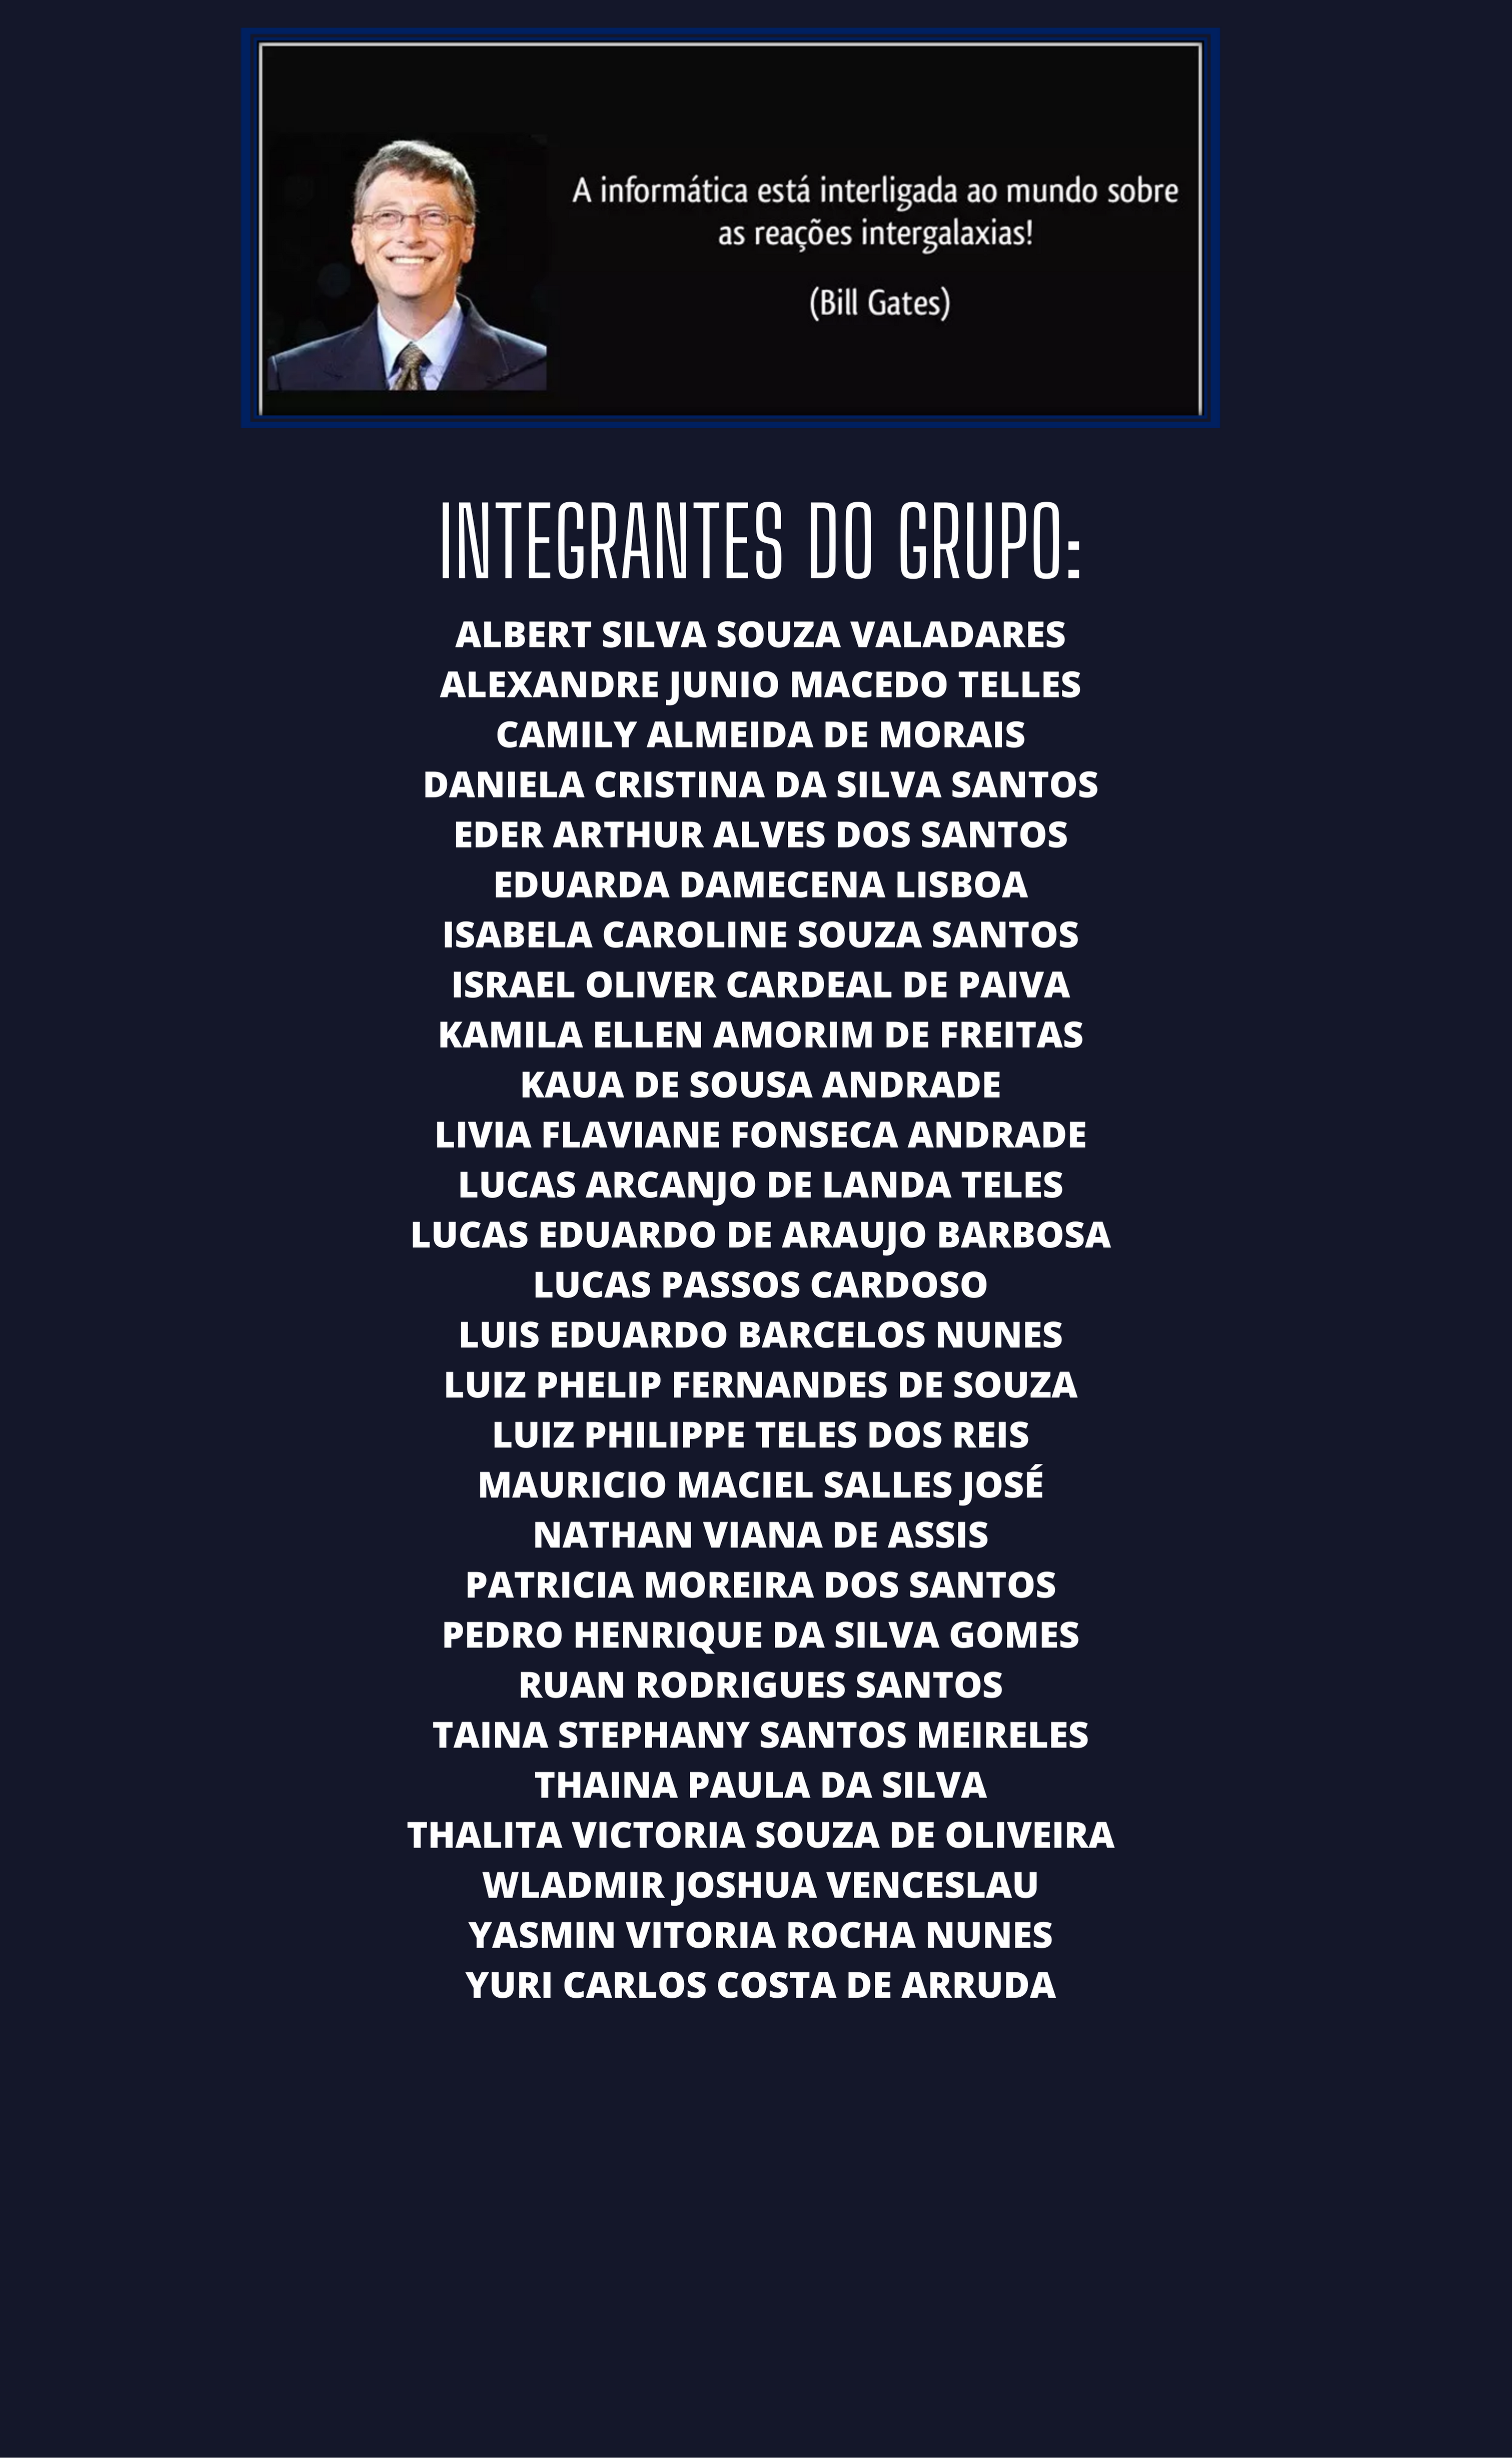 A informática está interligada ao mundo sobre
as reações intergalaxias!
(Bill Gates)
INTEGRANTES DO GRUPO:
ALBERT SILVA SOUZA VALADARES
ALEXANDRE JUNIO MACEDO TELLES
CAMILY ALMEIDA DE MORAIS
DANIELA CRISTINA DA SILVA SANTOS
EDER ARTHUR ALVES DOS SANTOS
EDUARDA DAMECENA LISBOA
ISABELA CAROLINE SOUZA SANTOS
ISRAEL OLIVER CARDEAL DE PAIVA
KAMILA ELLEN AMORIM DE FREITAS
KAUA DE SOUSA ANDRADE
LIVIA FLAVIANE FONSECA ANDRADE
LUCAS ARCANJO DE LANDA TELES
LUCAS EDUARDO DE ARAUJO BARBOSA
LUCAS PASSOS CARDOSO
LUIS EDUARDO BARCELOS NUNES
LUIZ PHELIP FERNANDES DE SOUZA
LUIZ PHILIPPE TELES DOS REIS
MAURICIO MACIEL SALLES JOSÉ
NATHAN VIANA DE ASSIS
PATRICIA MOREIRA DOS SANTOS
PEDRO HENRIQUE DA SILVA GOMES
RUAN RODRIGUES SANTOS
TAINA STEPHANY SANTOS MEIRELES
THAINA PAULA DA SILVA
THALITA VICTORIA SOUZA DE OLIVEIRA
WLADMIR JOSHUA VENCESLAU
YASMIN VITORIA ROCHA NUNES
YURI CARLOS COSTA DE ARRUDA